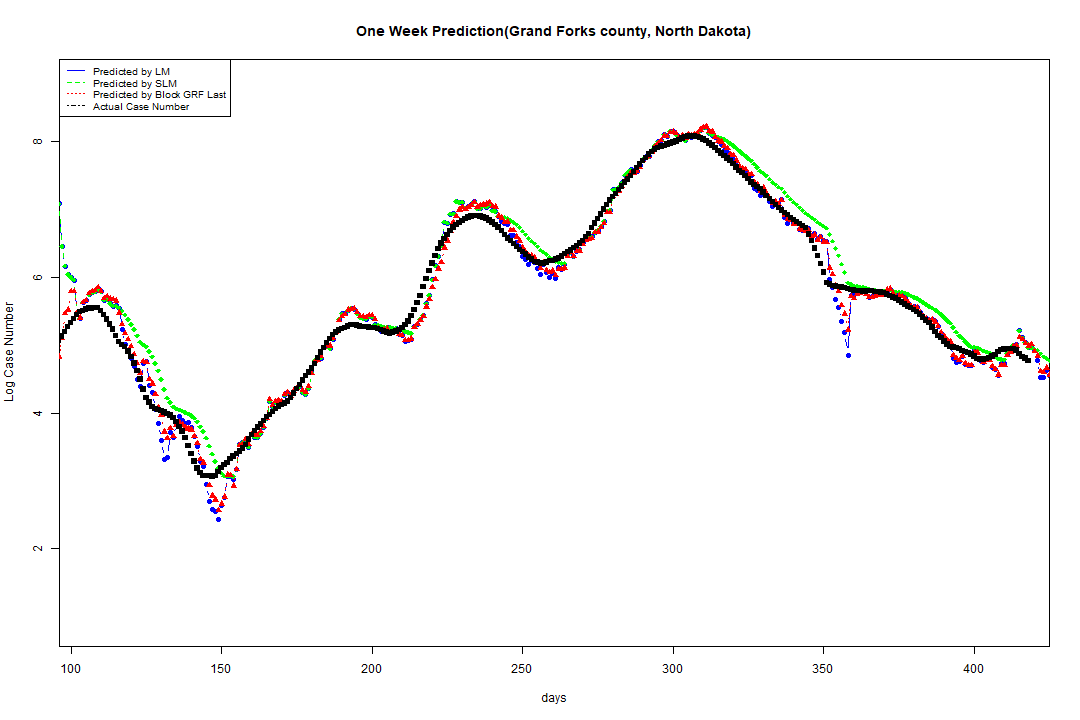 One Week Prediction(Grand Forks county, North Dakota)
Predicted by LM
Predicted by SLM
Predicted by Block GRF Last
Actual Case Number
Log Case Number
8
6
4
2
100 150 200 250 300 350 400
days